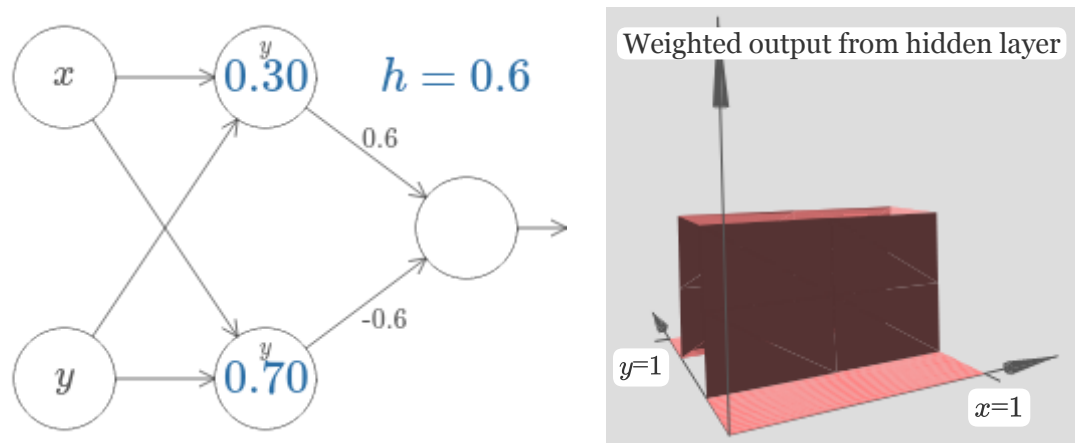 x
y
0.30
h = 0.6
0.6
y
y
0.70
-0.6
Weighted output from hidden layer
y=1
x=1